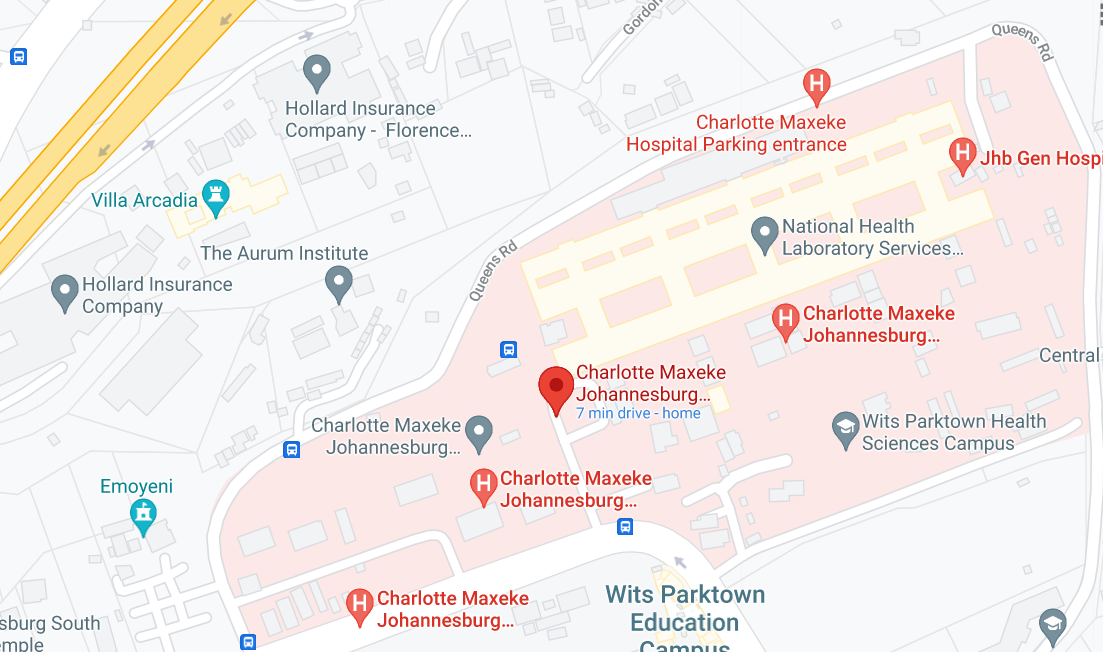 Gordon
Queens Rd
Hollard Insurance
Company - Florence...
Charlotte Maxeke
Hospital Parking entrance
Jhb Gen Hospi
Villa Arcadia
National Health
Laboratory Services...
The Aurum Institute
Queens Rd
Hollard Insurance
Company
Charlotte Maxeke
Johannesburg...
Central
Charlotte Maxeke
Johannesburg...
7 min drive - home
Charlotte Maxeke
Johannesburg...
Wits Parktown Health
Sciences Campus
Charlotte Maxeke
Johannesburg...
Emoyeni
Charlotte Maxeke
Johannesburg...
Wits Parktown
Education
Campus
sburg South
emple